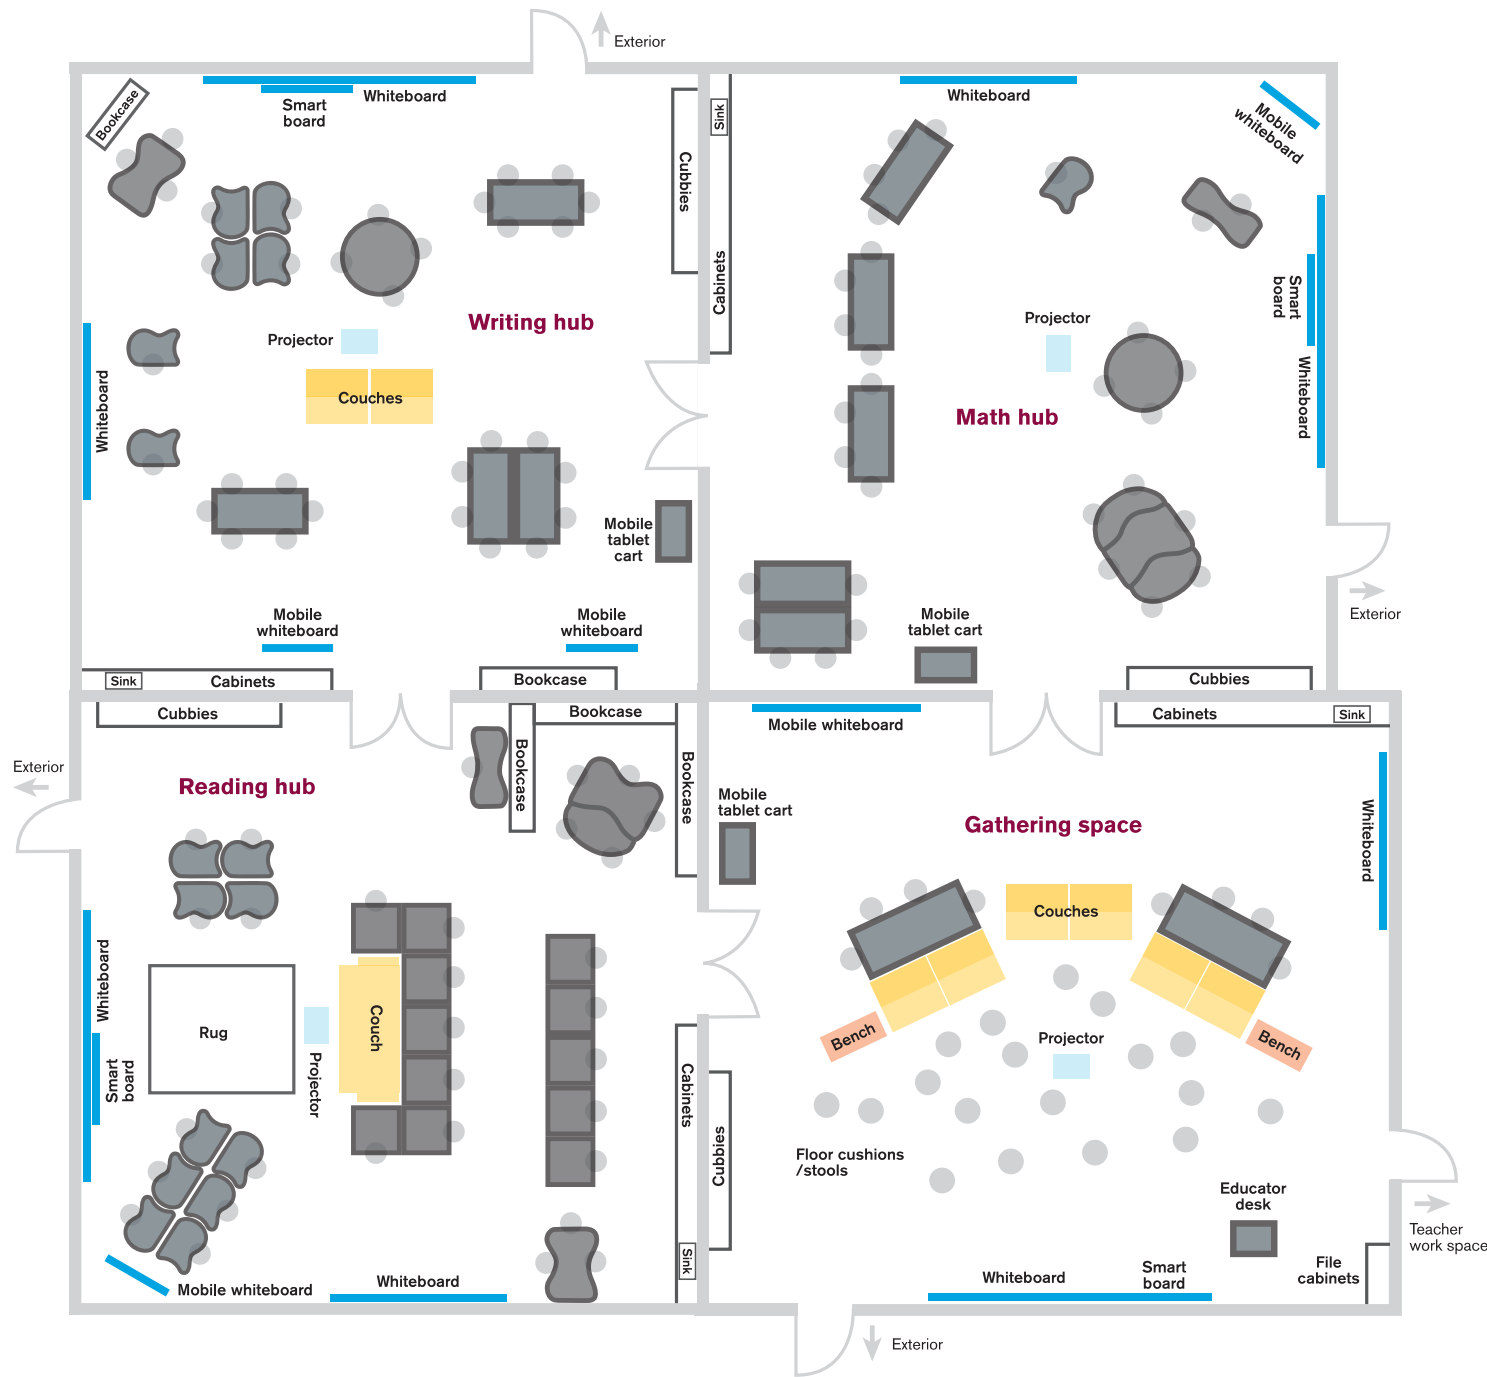 Exterior
Bookcase
Smart
board
Whiteboard
Cubbies
Sink
Cabinets
Whiteboard
Mobile
whiteboard
Writing hub
Projector
Couches
Whiteboard
Mobile
tablet
cart
Mobile
whiteboard
Mobile
whiteboard
Sink
Cabinets
Bookcase
Projector
Math hub
Smart
board
Whiteboard
Mobile
tablet cart
Cubbies
Exterior
Cubbies
Bookcase
Bookcase
Bookcase
Exterior
Reading hub
Whiteboard
Smart
board
Rug
Projector
Couch
Cabinets
Sink
Mobile whiteboard
Whiteboard
Mobile whiteboard
Cabinets
Sink
Mobile
tablet cart
Gathering space
Whiteboard
Couches
Bench
Projector
Bench
Cubbies
Floor cushions
/stools
Educator
desk
Teacher
work space
Whiteboard
Smart
board
File
cabinets
Exterior